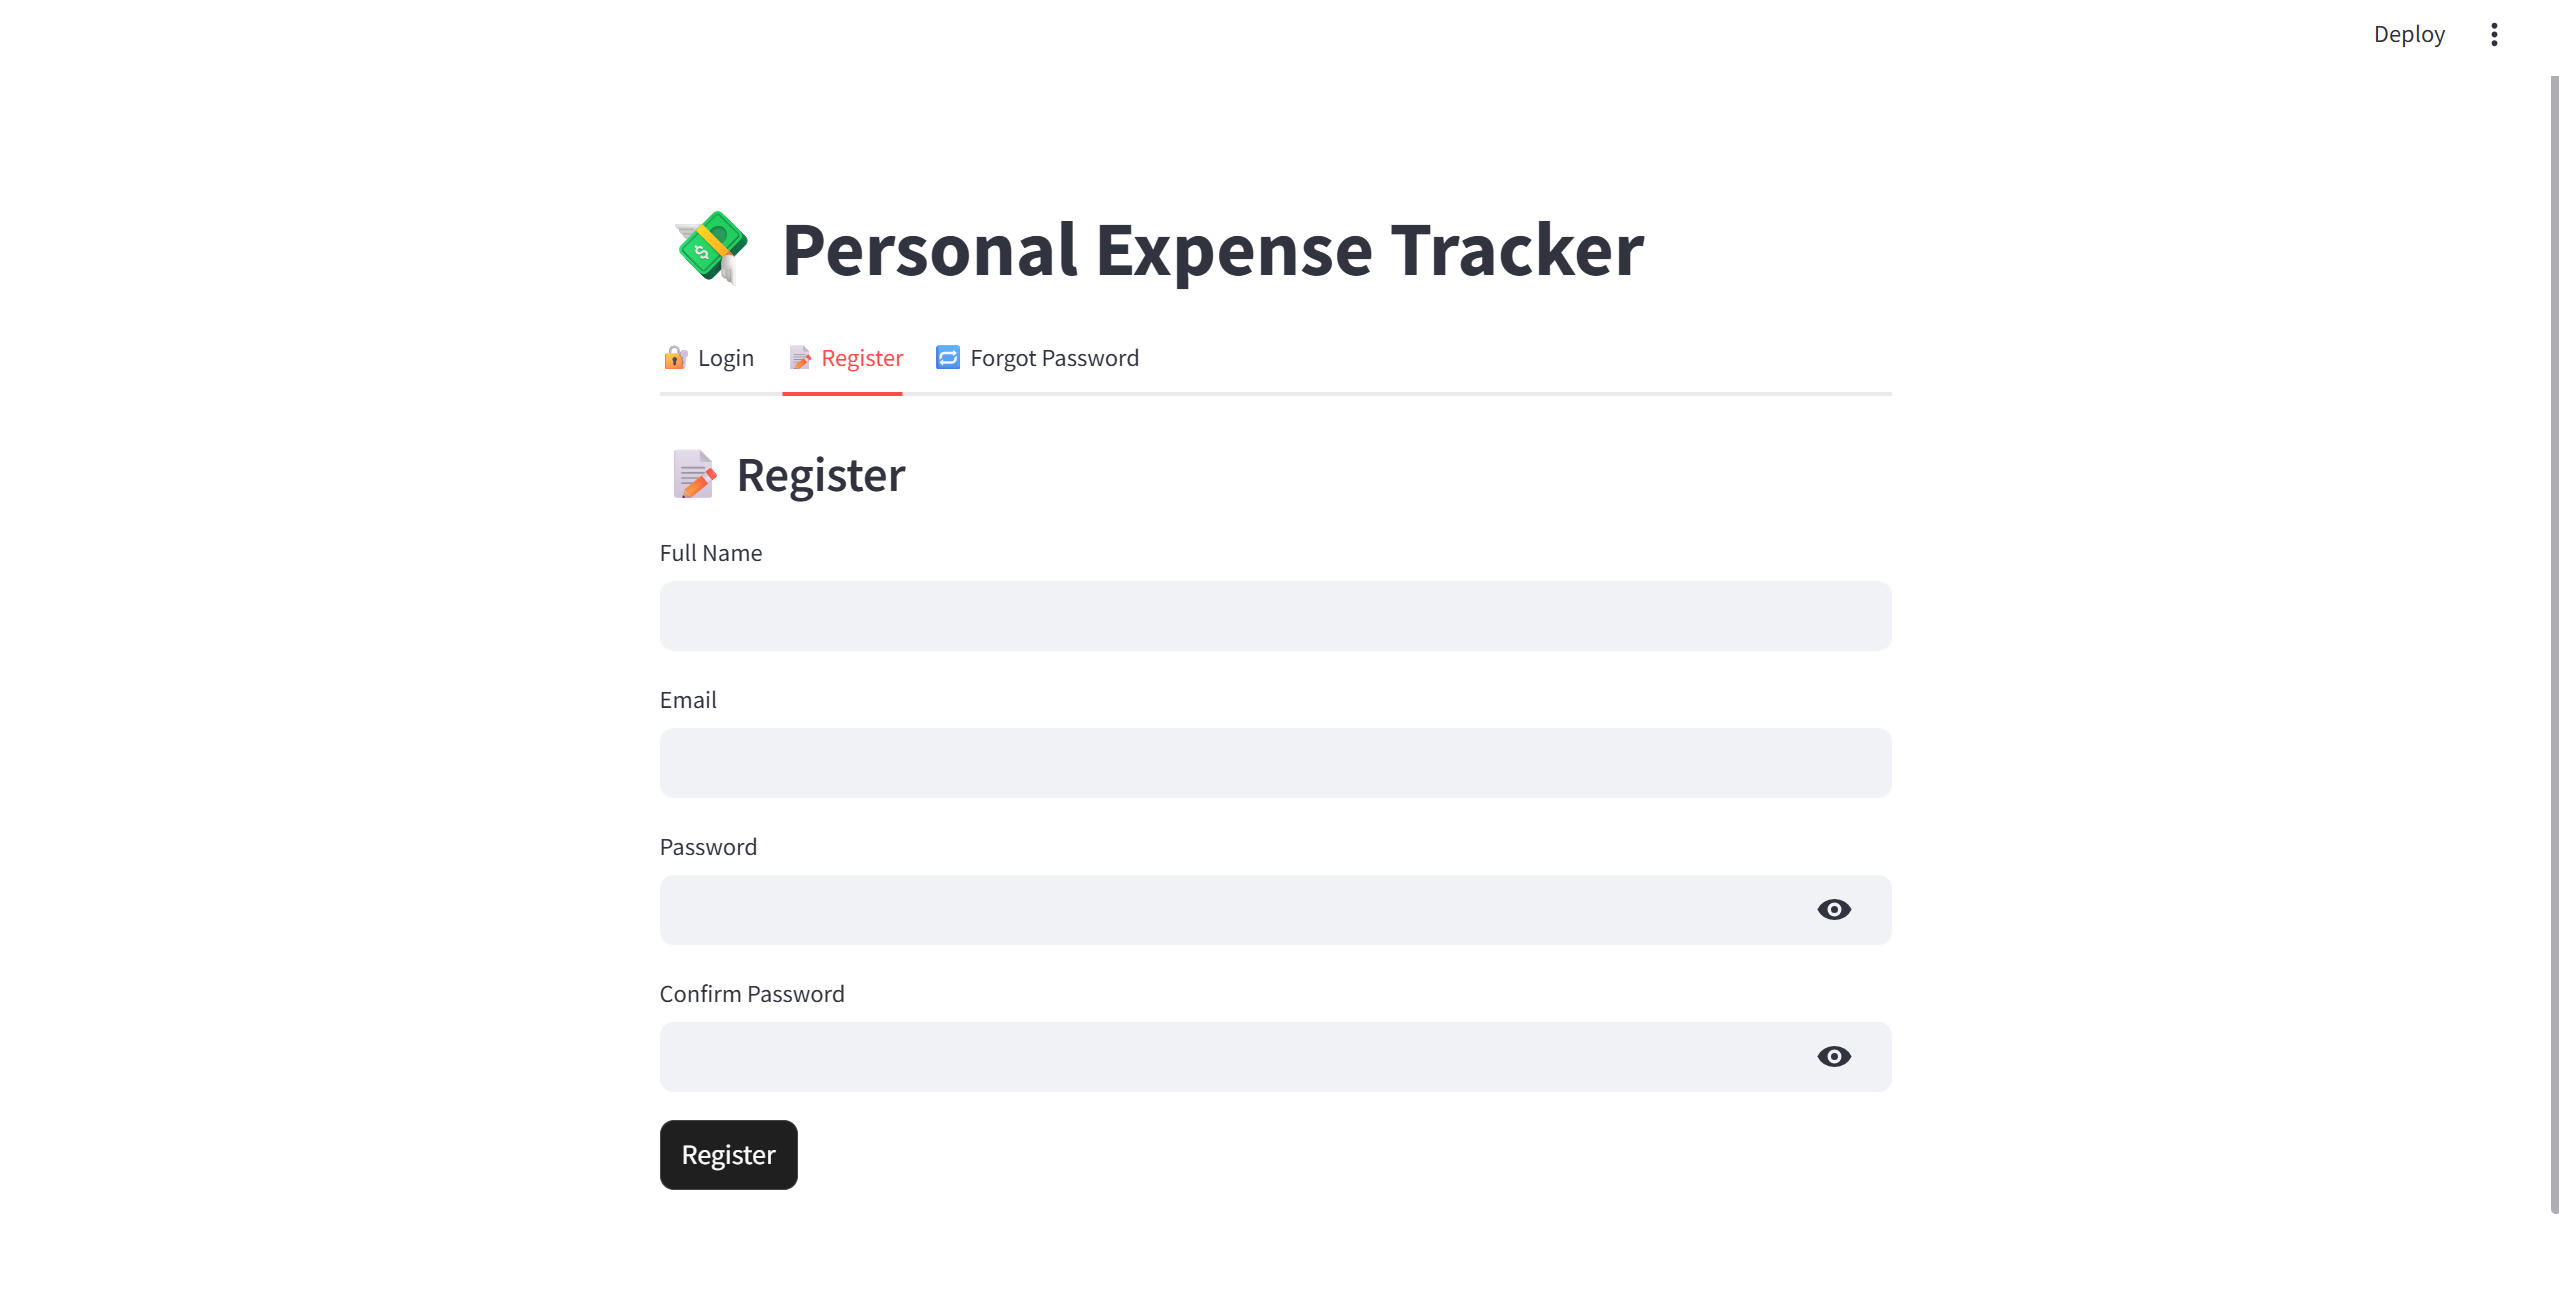 Deploy
Personal Expense Tracker
Login Register Forgot Password
Register
Full Name
Email
Password
Confirm Password
Register